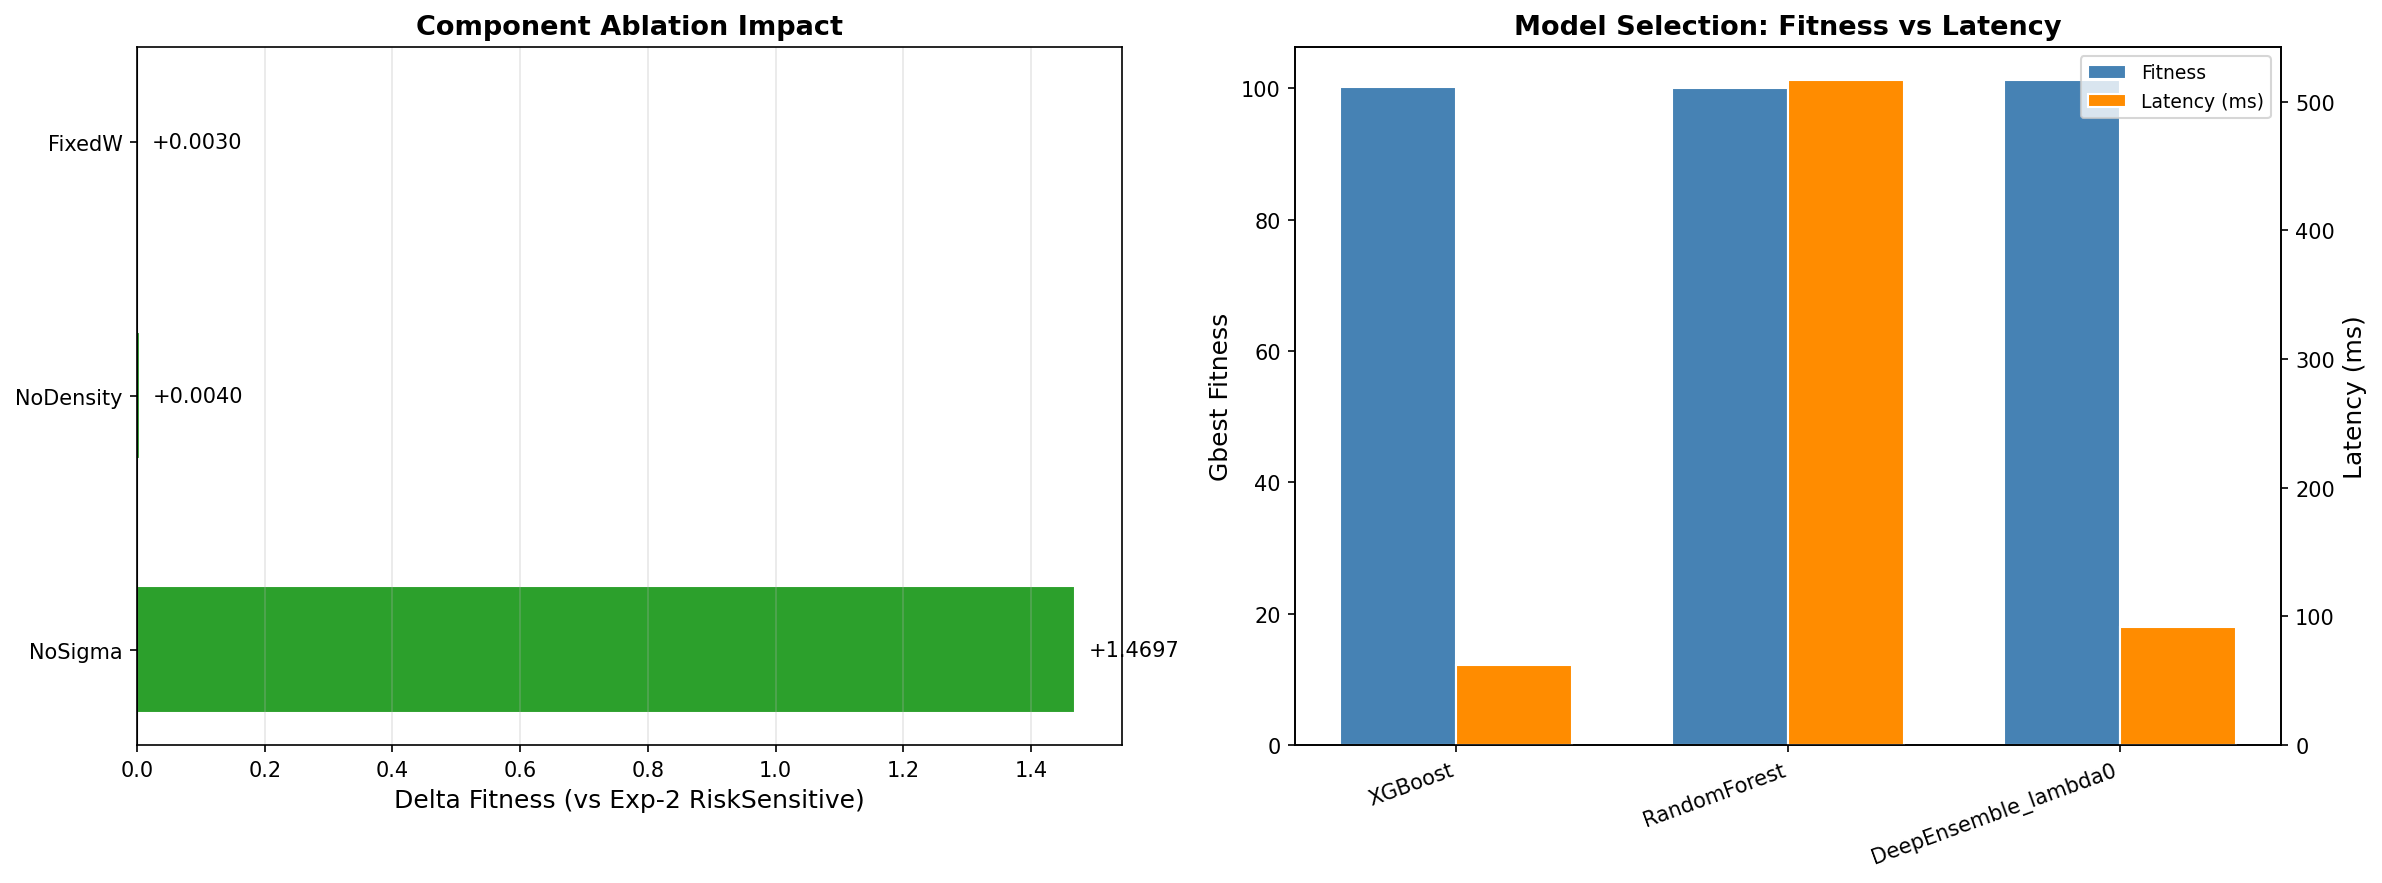 Component Ablation Impact
FixedW
+0.0030
NoDensity
+0.0040
NoSigma
+1.4697
0.0 0.2 0.4 0.6 0.8 1.0 1.2 1.4
Delta Fitness (vs Exp-2 RiskSensitive)
Model Selection: Fitness vs Latency
Fitness
Latency (ms)
Gbest Fitness
100
80
60
40
20
0
500
400
300
200
100
0
Latency (ms)
XGBoost
RandomForest
DeepEnsemble_lambda0